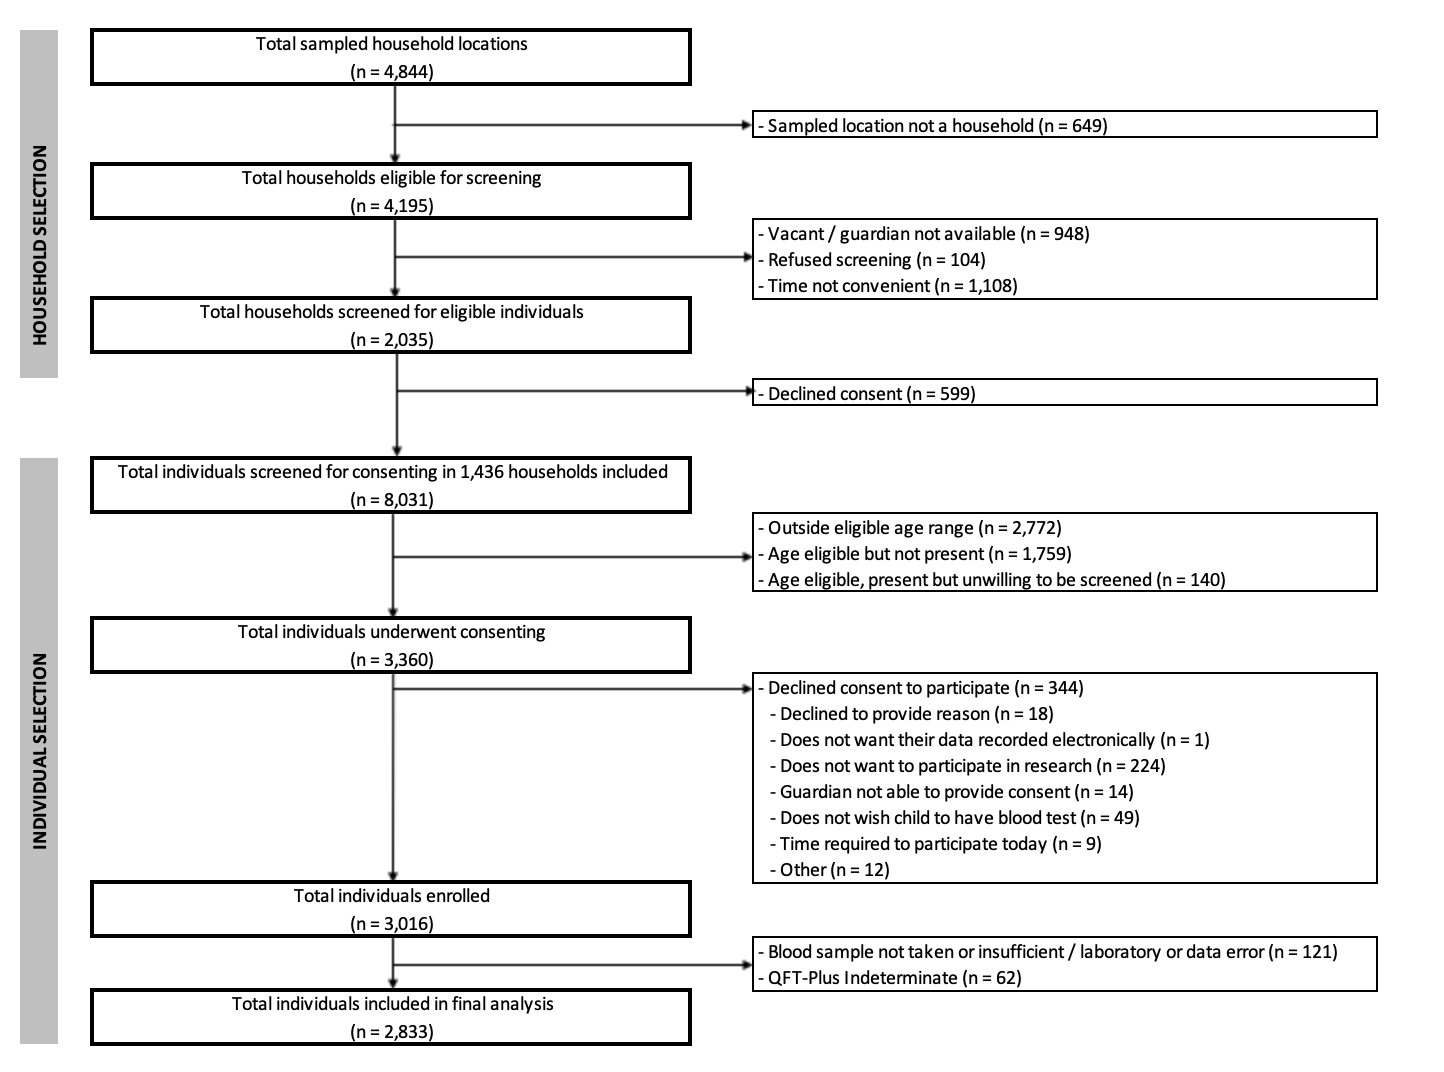 HOUSEHOLD SELECTION
Total sampled household locations
(n = 4,844)
- Sampled location not a household (n = 649)
Total households eligible for screening
(n = 4,195)
- Vacant / guardian not available (n = 948)
- Refused screening (n = 104)
- Time not convenient (n = 1,108)
Total households screened for eligible individuals
(n = 2,035)
- Declined consent (n = 599)
INDIVIDUAL SELECTION
Total individuals screened for consenting in 1,436 households included
(n = 8,031)
- Outside eligible age range (n = 2,772)
- Age eligible but not present (n = 1,759)
- Age eligible, present but unwilling to be screened (n = 140)
Total individuals underwent consenting
(n = 3,360)
- Declined consent to participate (n = 344)
- Declined to provide reason (n = 18)
- Does not want their data recorded electronically (n = 1)
- Does not want to participate in research (n = 224)
- Guardian not able to provide consent (n = 14)
- Does not wish child to have blood test (n = 49)
- Time required to participate today (n = 9)
- Other (n = 12)
Total individuals enrolled
(n = 3,016)
- Blood sample not taken or insufficient / laboratory or data error (n = 121)
- QFT-Plus Indeterminate (n = 62)
Total individuals included in final analysis
(n = 2,833)